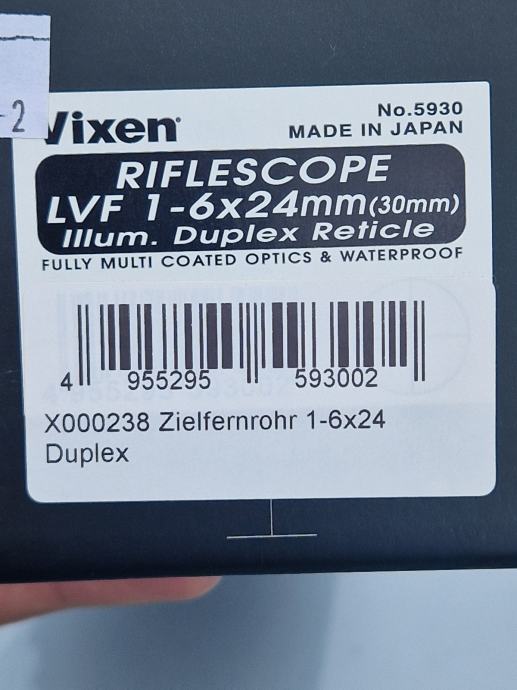 -2
Vixen
No.5930
MADE IN JAPAN
RIFLESCOPE
LVF 1-6x24mm(30mm)
Illum. Duplex Reticle
FULLY MULTI COATED OPTICS & WATERPROOF
4 955295 593002
X000238 Zielfernrohr 1-6x24
Duplex